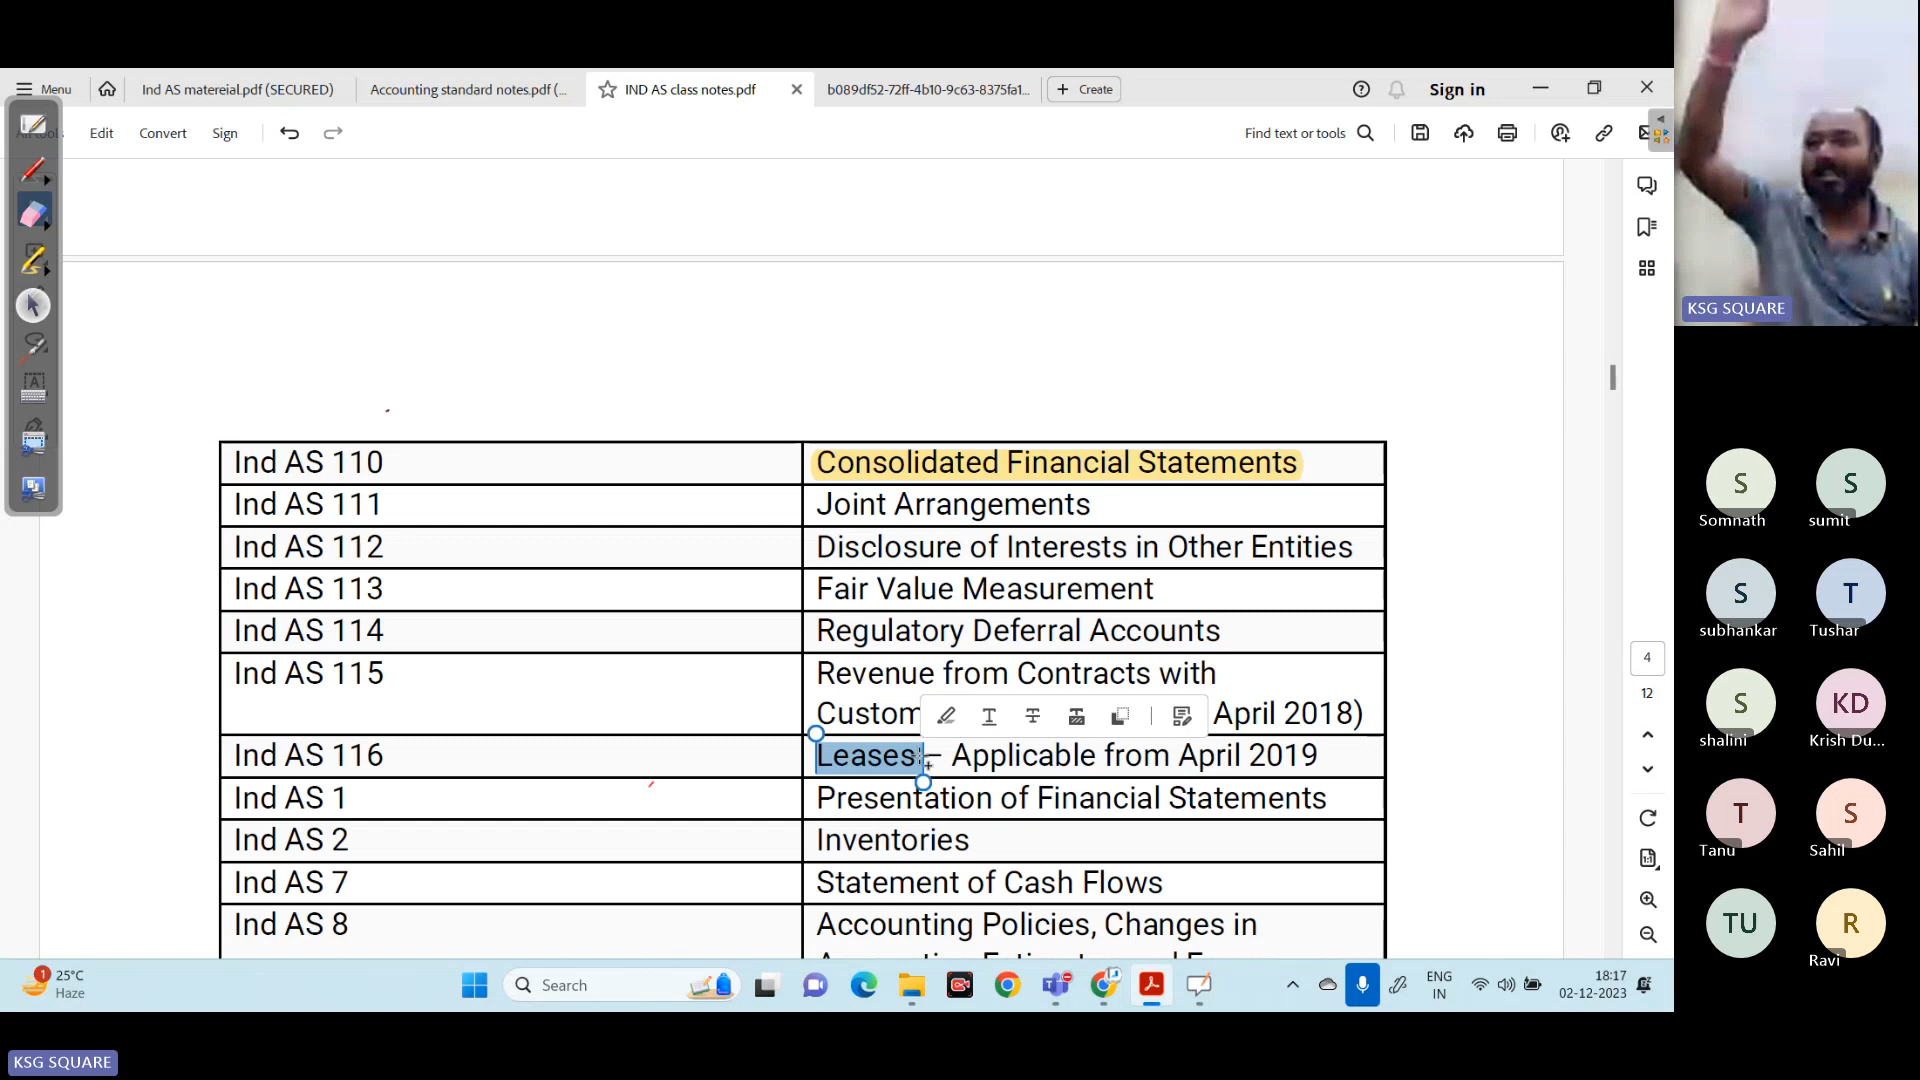 Menu
Ind AS matereial.pdf (SECURED)
Accounting standard notes.pdf (...
IND AS class notes.pdf
b089df52-72ff-4b10-9c63-8375fa1...
Create
Sign in
Edit
Convert
Sign
Find text or tools
KSG SQUARE
Ind AS 110 Consolidated Financial Statements
Ind AS 111 Joint Arrangements
Ind AS 112 Disclosure of Interests in Other Entities
Ind AS 113 Fair Value Measurement
Ind AS 114 Regulatory Deferral Accounts
Ind AS 115 Revenue from Contracts with
Custom April 2018)
Ind AS 116 Leases – Applicable from April 2019
Ind AS 1 Presentation of Financial Statements
Ind AS 2 Inventories
Ind AS 7 Statement of Cash Flows
Ind AS 8 Accounting Policies, Changes in
4
12
S
Somnath
S
sumit
S
subhankar
T
Tushar
S
shalini
KD
Krish Du...
T
Tanu
S
Sahil
TU
R
Ravi
1
25°C
Haze
Search
ENG
IN
18:17
02-12-2023
KSG SQUARE